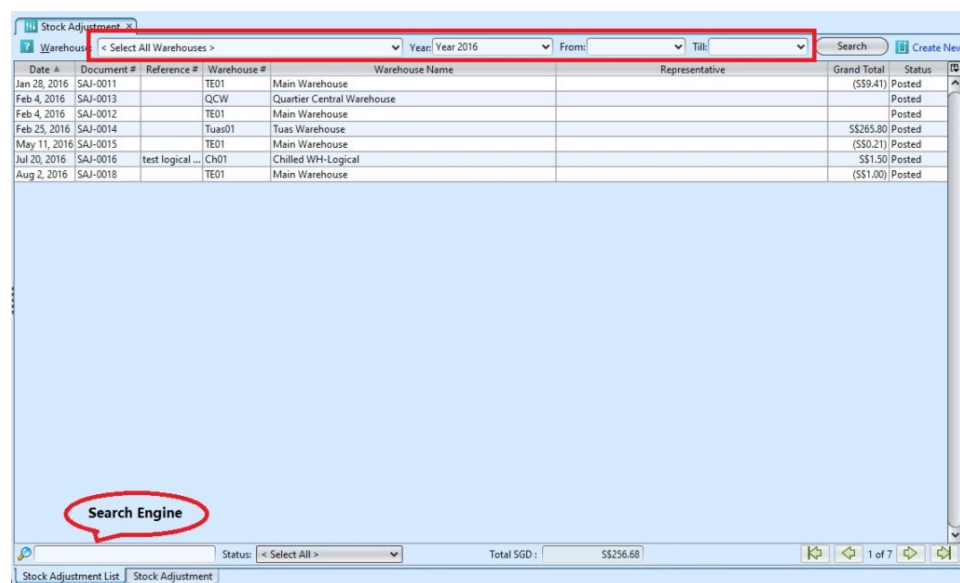 Stock Adjustment ×
? Warehouse: < Select All Warehouses > Year: Year 2016 From: Till: Search Create New
Date Document # Reference # Warehouse # Warehouse Name Representative Grand Total Status
Jan 28, 2016 SAJ-0011 TE01 Main Warehouse (S$9.41) Posted
Feb 4, 2016 SAJ-0013 QCW Quartier Central Warehouse Posted
Feb 4, 2016 SAJ-0012 TE01 Main Warehouse Posted
Feb 25, 2016 SAJ-0014 Tuas01 Tuas Warehouse S$265.80 Posted
May 11, 2016 SAJ-0015 TE01 Main Warehouse (S$0.21) Posted
Jul 20, 2016 SAJ-0016 test logical ... Ch01 Chilled WH-Logical S$1.50 Posted
Aug 2, 2016 SAJ-0018 TE01 Main Warehouse (S$1.00) Posted
Search Engine
Status: < Select All > Total SGD : S$256.68 1 of 7
Stock Adjustment List Stock Adjustment